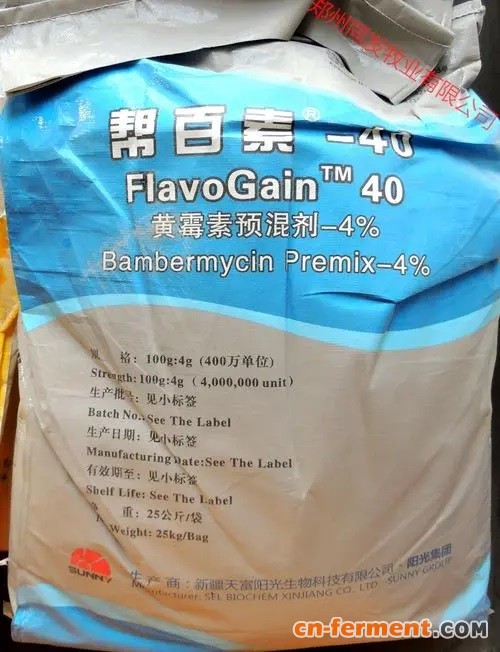 郑州同发牧业有限公司
帮百素®-40
FlavoGain™ 40
黄霉素预混剂-4%
Bambermycin Premix-4%
规 格: 100g:4g (400万单位)
Strength: 100g:4g (4,000,000 unit)
生产批号: 见小标签
Batch No.: See The Label
生产日期: 见小标签
Manufacturing Date: See The Label
有效期至: 见小标签
Shelf Life: See The Label
净 重: 25公斤/袋
Weight: 25kg/Bag
SUNNY
生 产 商: 新疆天富阳光生物科技有限公司 ·阳光集团
Manufacturer: SEL BIOCHEM XINJIANG CO. LTD -SUNNY GROUP
cn-ferment.com